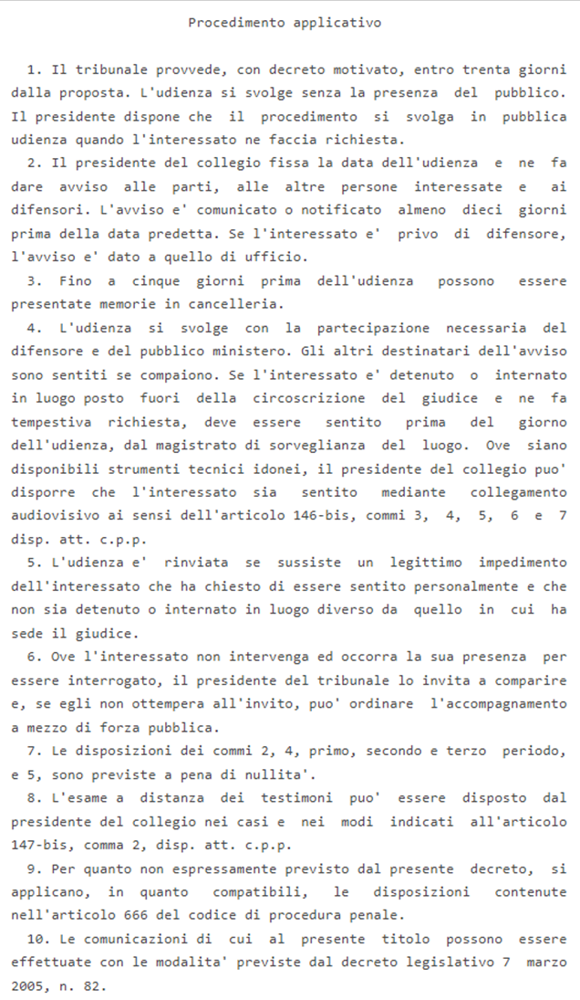 Procedimento applicativo
1. Il tribunale provvede, con decreto motivato, entro trenta giorni
dalla proposta. L'udienza si svolge senza la presenza del pubblico.
Il presidente dispone che il procedimento si svolga in pubblica
udienza quando l'interessato ne faccia richiesta.
2. Il presidente del collegio fissa la data dell'udienza e ne fa
dare avviso alle parti, alle altre persone interessate e ai
difensori. L'avviso e' comunicato o notificato almeno dieci giorni
prima della data predetta. Se l'interessato e' privo di difensore,
l'avviso e' dato a quello di ufficio.
3. Fino a cinque giorni prima dell'udienza possono essere
presentate memorie in cancelleria.
4. L'udienza si svolge con la partecipazione necessaria del
difensore e del pubblico ministero. Gli altri destinatari dell'avviso
sono sentiti se compaiono. Se l'interessato e' detenuto o internato
in luogo posto fuori della circoscrizione del giudice e ne fa
tempestiva richiesta, deve essere sentito prima del giorno
dell'udienza, dal magistrato di sorveglianza del luogo. Ove siano
disponibili strumenti tecnici idonei, il presidente del collegio puo'
disporre che l'interessato sia sentito mediante collegamento
audiovisivo ai sensi dell'articolo 146-bis, commi 3, 4, 5, 6 e 7
disp. att. c.p.p.
5. L'udienza e' rinviata se sussiste un legittimo impedimento
dell'interessato che ha chiesto di essere sentito personalmente e che
non sia detenuto o internato in luogo diverso da quello in cui ha
sede il giudice.
6. Ove l'interessato non intervenga ed occorra la sua presenza per
essere interrogato, il presidente del tribunale lo invita a comparire
e, se egli non ottempera all'invito, puo' ordinare l'accompagnamento
a mezzo di forza pubblica.
7. Le disposizioni dei commi 2, 4, primo, secondo e terzo periodo,
e 5, sono previste a pena di nullita'.
8. L'esame a distanza dei testimoni puo' essere disposto dal
presidente del collegio nei casi e nei modi indicati all'articolo
147-bis, comma 2, disp. att. c.p.p.
9. Per quanto non espressamente previsto dal presente decreto, si
applicano, in quanto compatibili, le disposizioni contenute
nell'articolo 666 del codice di procedura penale.
10. Le comunicazioni di cui al presente titolo possono essere
effettuate con le modalita' previste dal decreto legislativo 7 marzo
2005, n. 82.